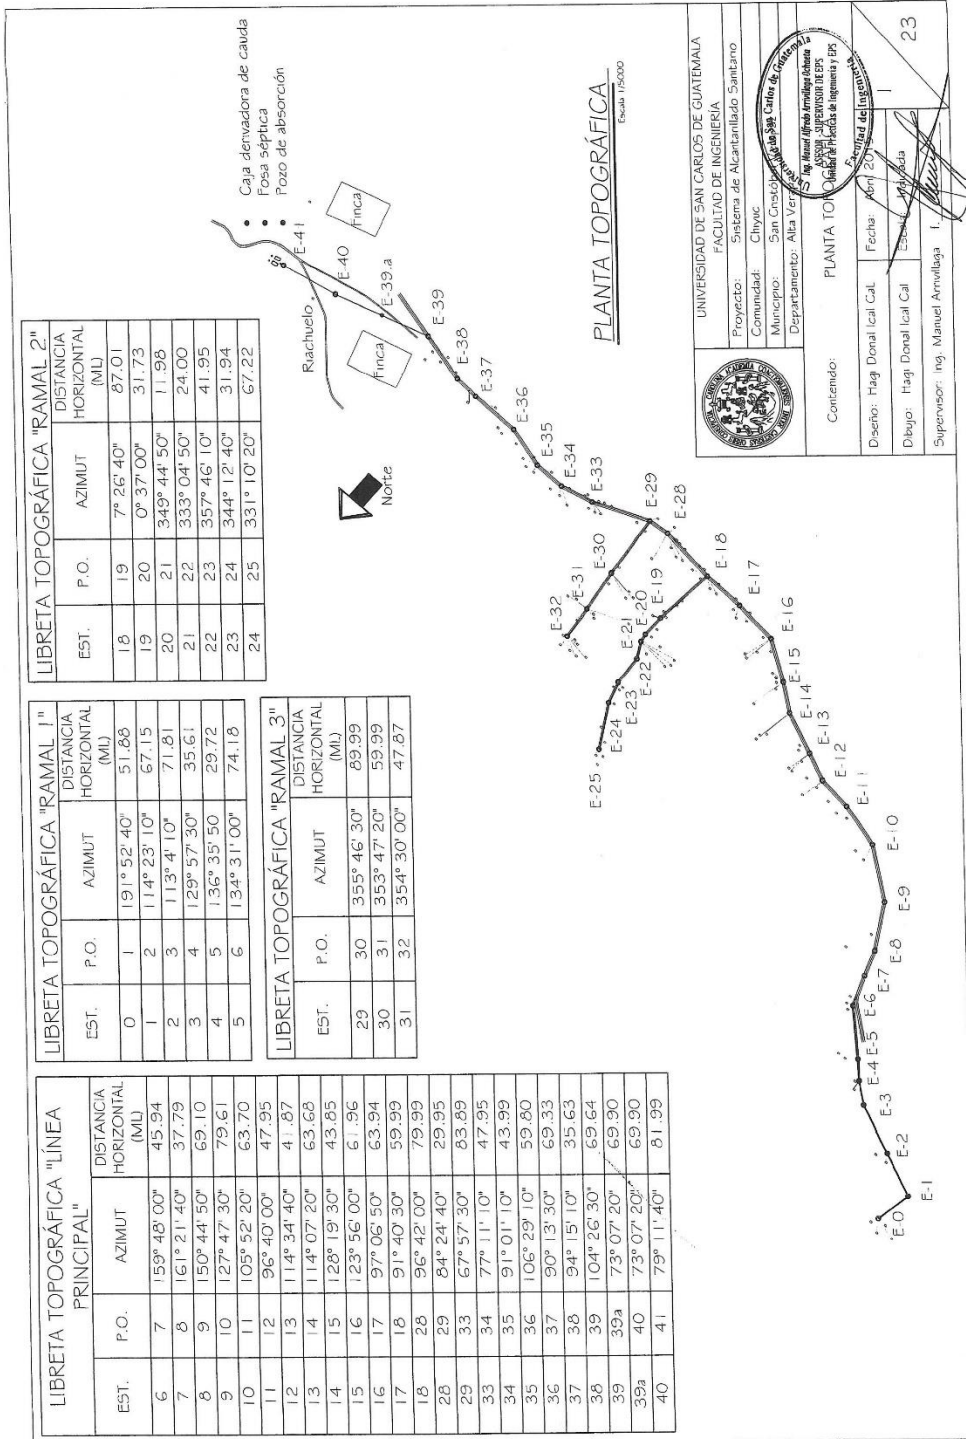 LIBRETA TOPOGRÁFICA "LÍNEA PRINCIPAL"
EST. P.O. AZIMUT DISTANCIA HORIZONTAL (ML)
6 7 159° 48' 00" 45.94
7 8 161° 21' 40" 37.79
8 9 150° 44' 50" 69.10
9 10 127° 47' 30" 79.61
10 11 105° 52' 20" 63.70
11 12 96° 40' 00" 47.95
12 13 114° 34' 40" 41.87
13 14 114° 07' 20" 63.68
14 15 128° 19' 30" 43.85
15 16 123° 56' 00" 61.96
16 17 97° 06' 50" 63.94
17 18 91° 40' 30" 59.99
18 28 96° 42' 00" 79.99
28 29 84° 24' 40" 29.95
29 33 67° 57' 30" 83.89
33 34 77° 11' 10" 47.95
34 35 91° 01' 10" 43.99
35 36 106° 29' 10" 59.80
36 37 90° 13' 30" 69.33
37 38 94° 15' 10" 35.63
38 39 104° 26' 30" 69.64
39 39a 73° 07' 20" 69.90
39a 40 73° 07' 20" 69.90
40 41 79° 11' 40" 81.99
LIBRETA TOPOGRÁFICA "RAMAL 1"
EST. P.O. AZIMUT DISTANCIA HORIZONTAL (ML)
0 1 191° 52' 40" 51.88
1 2 114° 23' 10" 67.15
2 3 113° 4' 10" 71.81
3 4 129° 57' 30" 35.61
4 5 136° 35' 50 29.72
5 6 134° 31' 00" 74.18
LIBRETA TOPOGRÁFICA "RAMAL 3"
EST. P.O. AZIMUT DISTANCIA HORIZONTAL (ML)
29 30 355° 46' 30" 89.99
30 31 353° 47' 20" 59.99
31 32 354° 30' 00" 47.87
LIBRETA TOPOGRÁFICA "RAMAL 2"
EST. P.O. AZIMUT DISTANCIA HORIZONTAL (ML)
18 19 7° 26' 40" 87.01
19 20 0° 37' 00" 31.73
20 21 349° 44' 50" 11.98
21 22 333° 04' 50" 24.00
22 23 357° 46' 10" 41.95
23 24 344° 12' 40" 31.94
24 25 331° 10' 20" 67.22
Caja derivadora de cauda
Fosa séptica
Pozo de absorción
Riachuelo
Finca
Finca
Norte
E-0
E-1
E-2
E-3
E-4
E-5
E-6
E-7
E-8
E-9
E-10
E-11
E-12
E-13
E-14
E-15
E-16
E-17
E-18
E-19
E-20
E-21
E-22
E-23
E-24
E-25
E-28
E-29
E-30
E-31
E-32
E-33
E-34
E-35
E-36
E-37
E-38
E-39
E-39.a
E-40
E-41
PLANTA TOPOGRÁFICA
Escala 1/5000
UNIVERSIDAD DE SAN CARLOS DE GUATEMALA
FACULTAD DE INGENIERÍA
Proyecto: Sistema de Alcantarillado Sanitario
Comunidad: Chiyuc
Municipio: San Cristóbal
Departamento: Alta Vera
Contenido: PLANTA TOPOGRÁFICA
Diseño: Hagi Donal Ical Cal Fecha: Abril
Dibujo: Hagi Donal Ical Cal Escala: Indicada
Supervisor: Ing. Manuel Arrivillaga
1
23
Universidad de San Carlos de Guatemala
Ing. Manuel Alfredo Arrivillaga Ochaeta
ASESOR - SUPERVISOR DE EPS
Unidad de Prácticas de Ingeniería y EPS
Facultad de Ingeniería